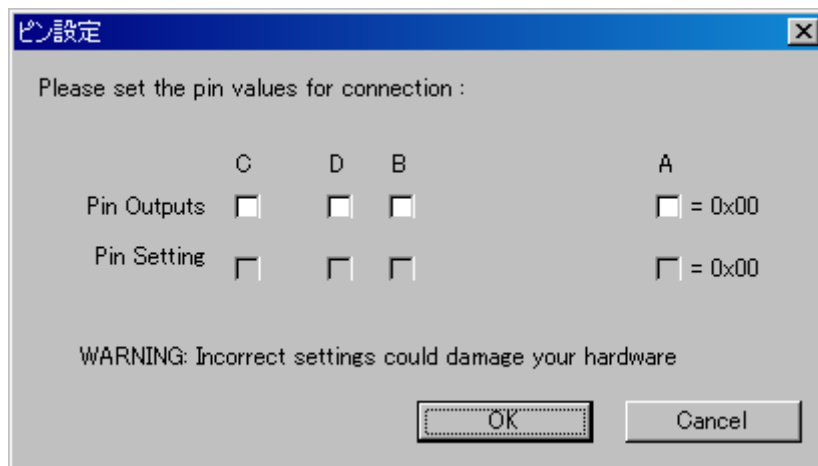 ピン設定
Please set the pin values for connection :
C D B A
Pin Outputs = 0x00
Pin Setting = 0x00
WARNING: Incorrect settings could damage your hardware
OK Cancel